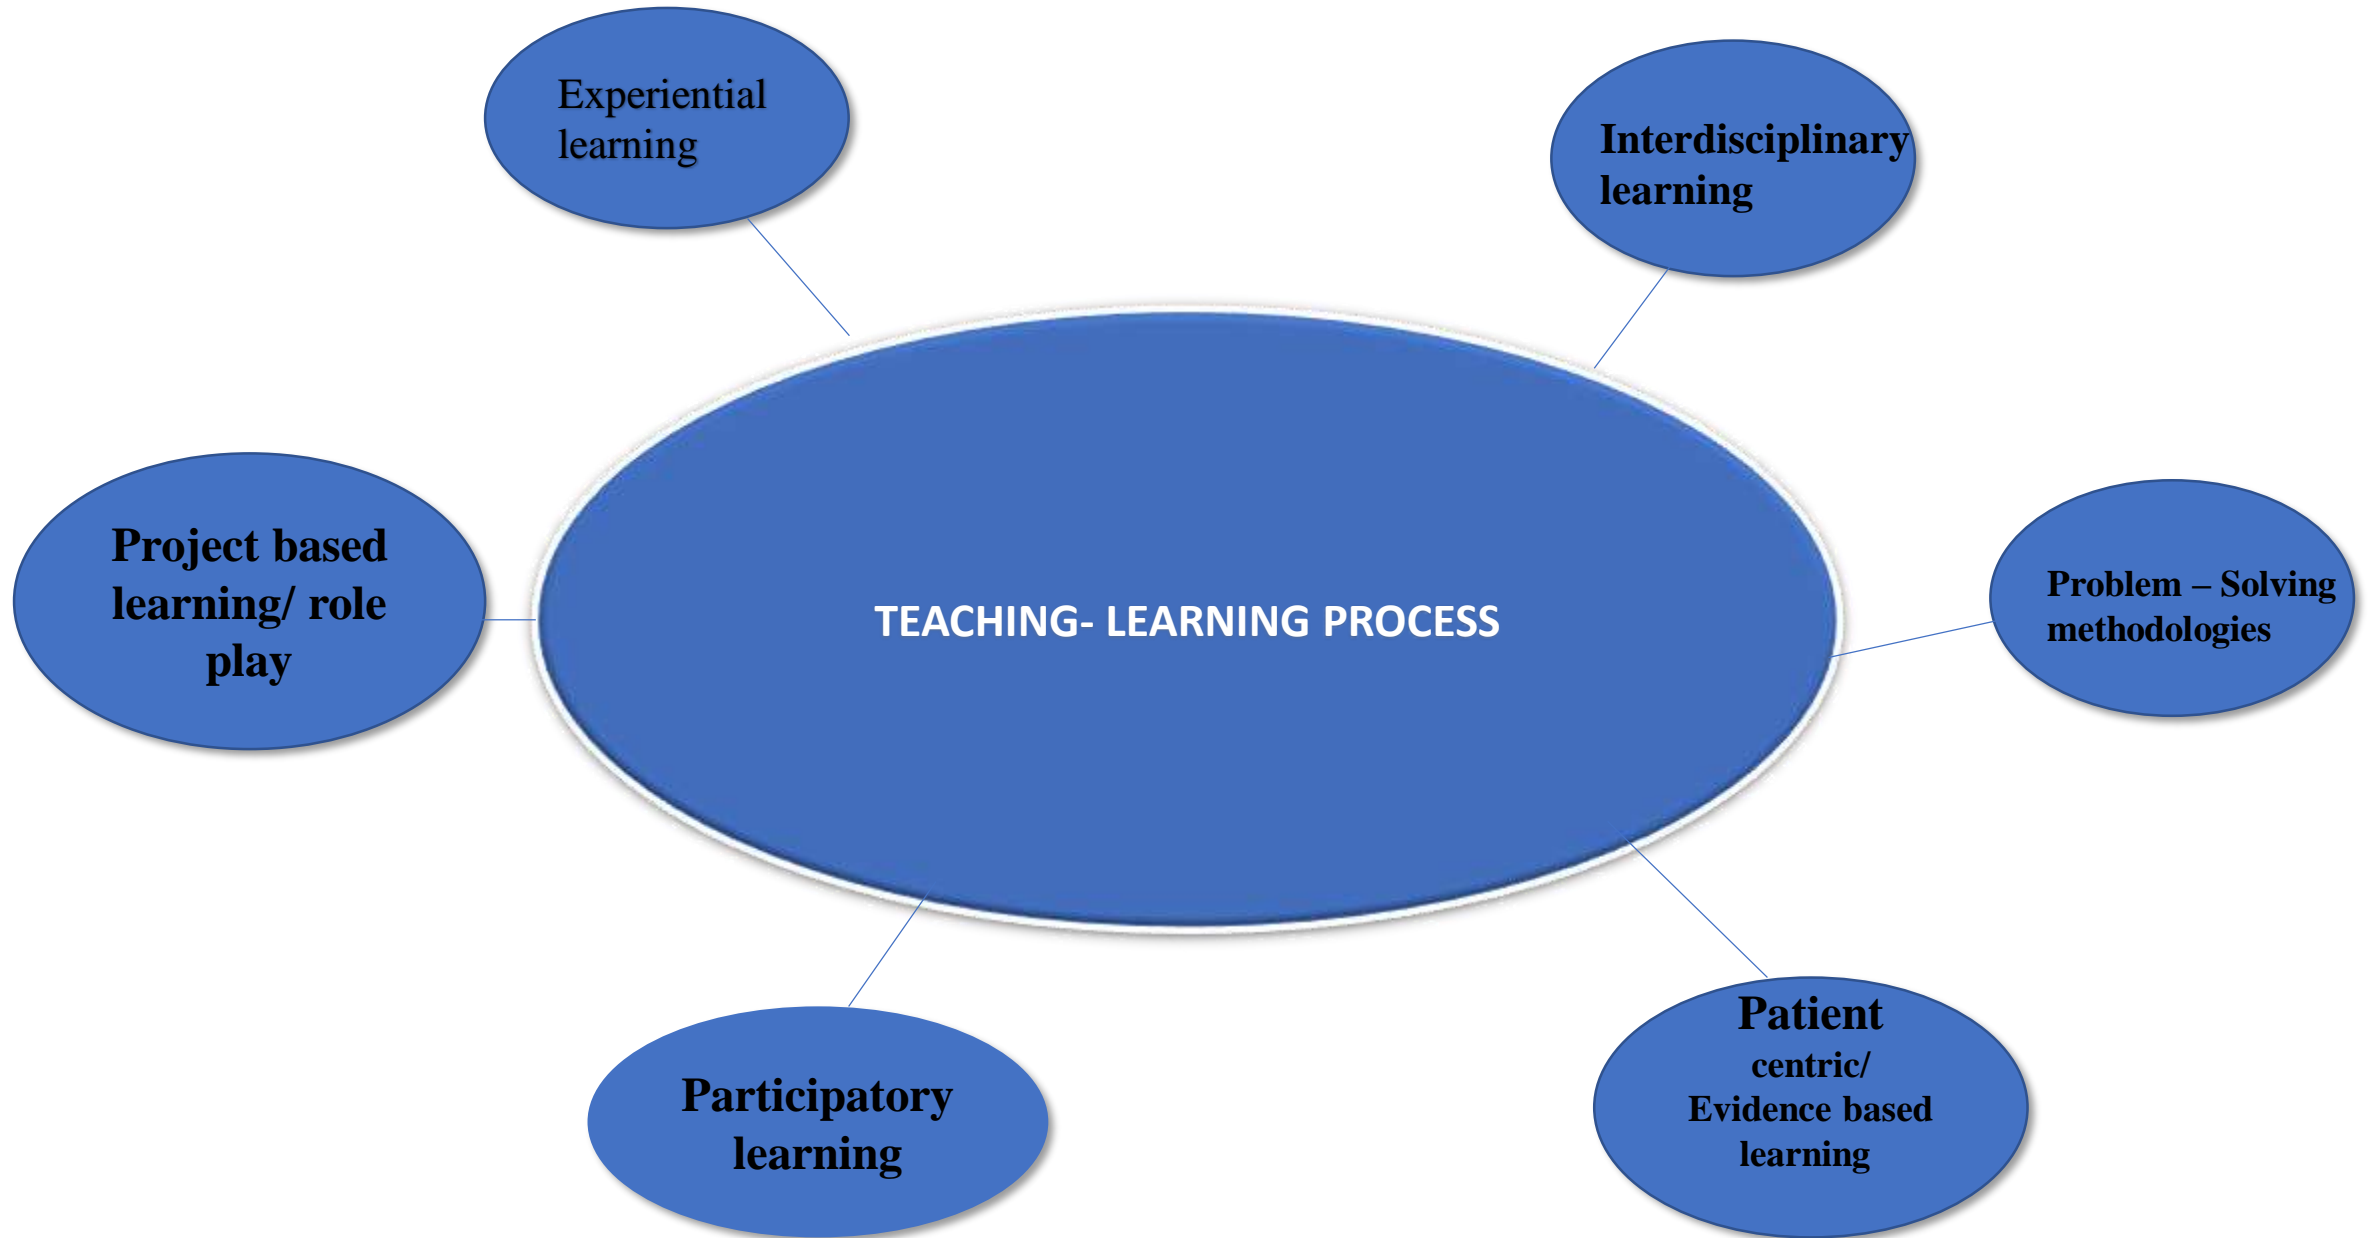 Experiential
learning
Interdisciplinary
learning
Project based
learning/ role
play
TEACHING- LEARNING PROCESS
Problem – Solving
methodologies
Participatory
learning
Patient
centric/
Evidence based
learning